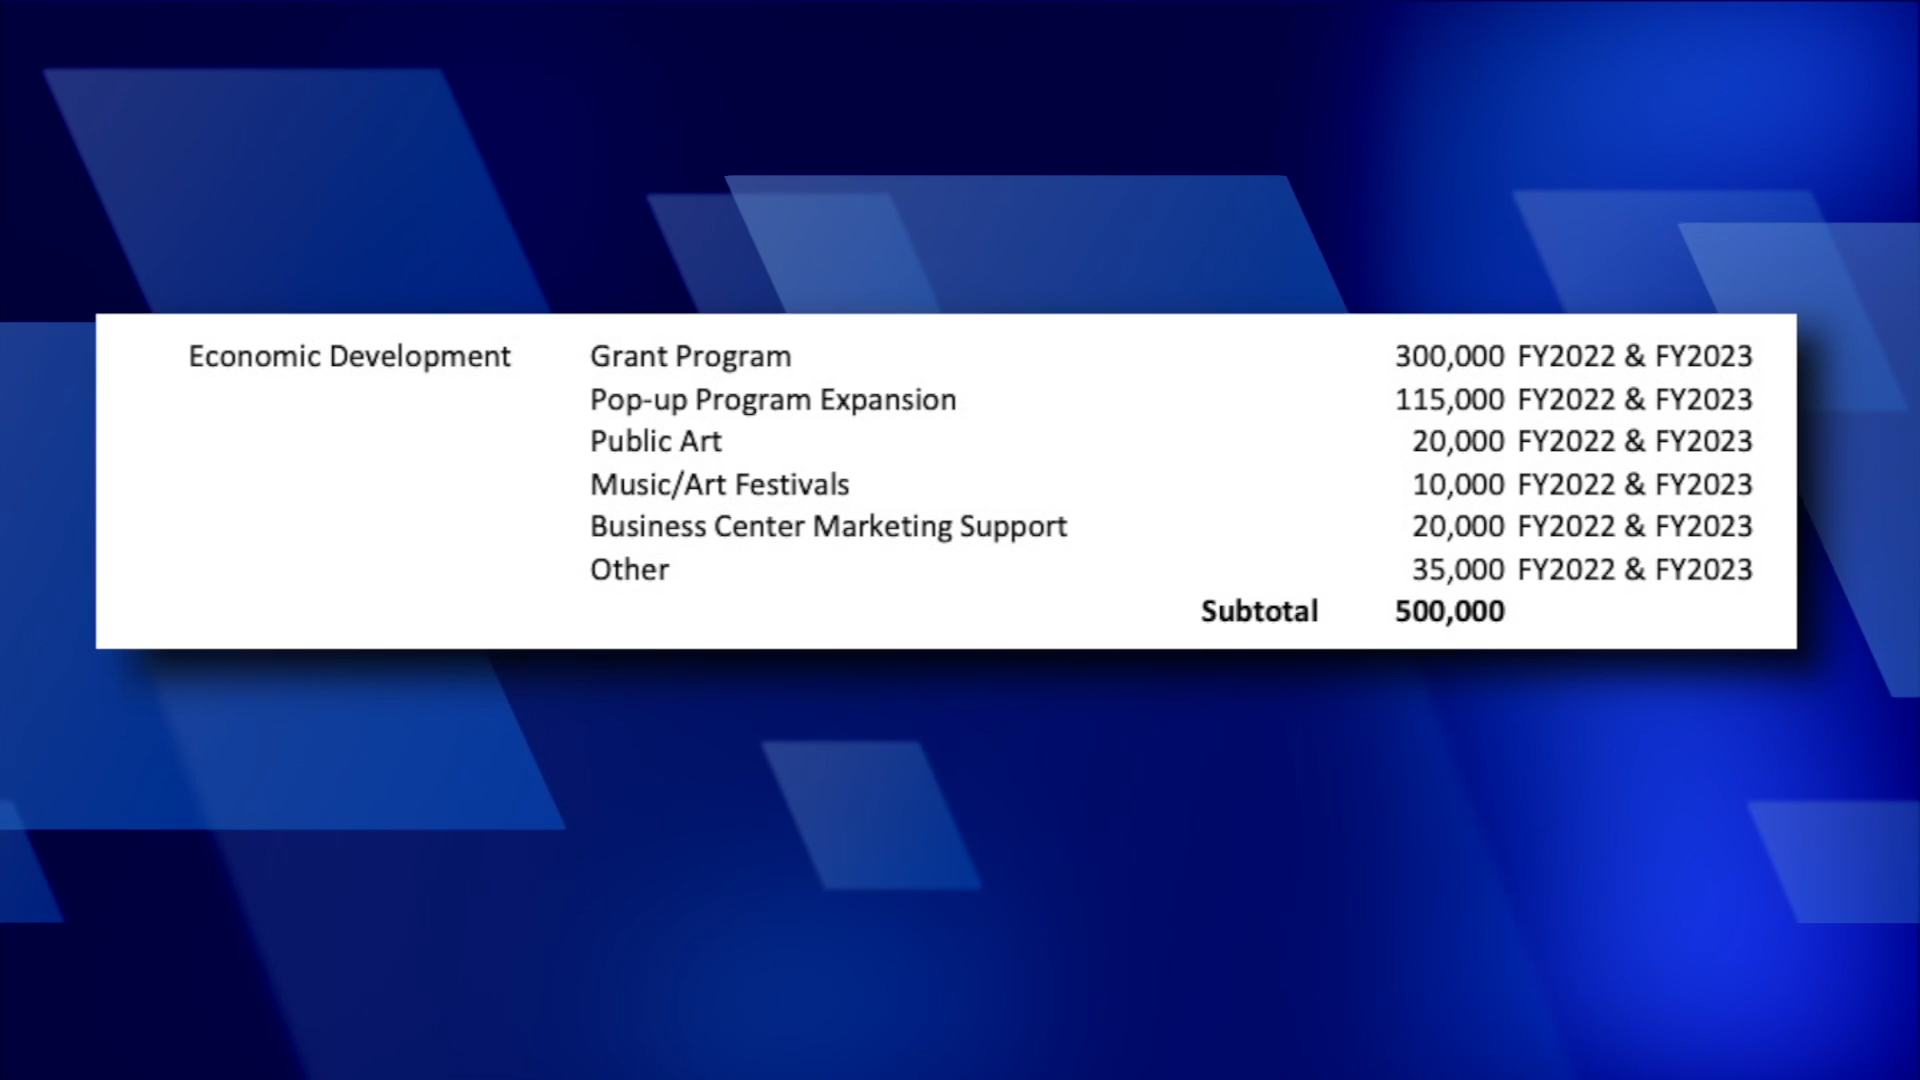 Economic Development Grant Program 300,000 FY2022 & FY2023
Pop-up Program Expansion 115,000 FY2022 & FY2023
Public Art 20,000 FY2022 & FY2023
Music/Art Festivals 10,000 FY2022 & FY2023
Business Center Marketing Support 20,000 FY2022 & FY2023
Other 35,000 FY2022 & FY2023
Subtotal 500,000